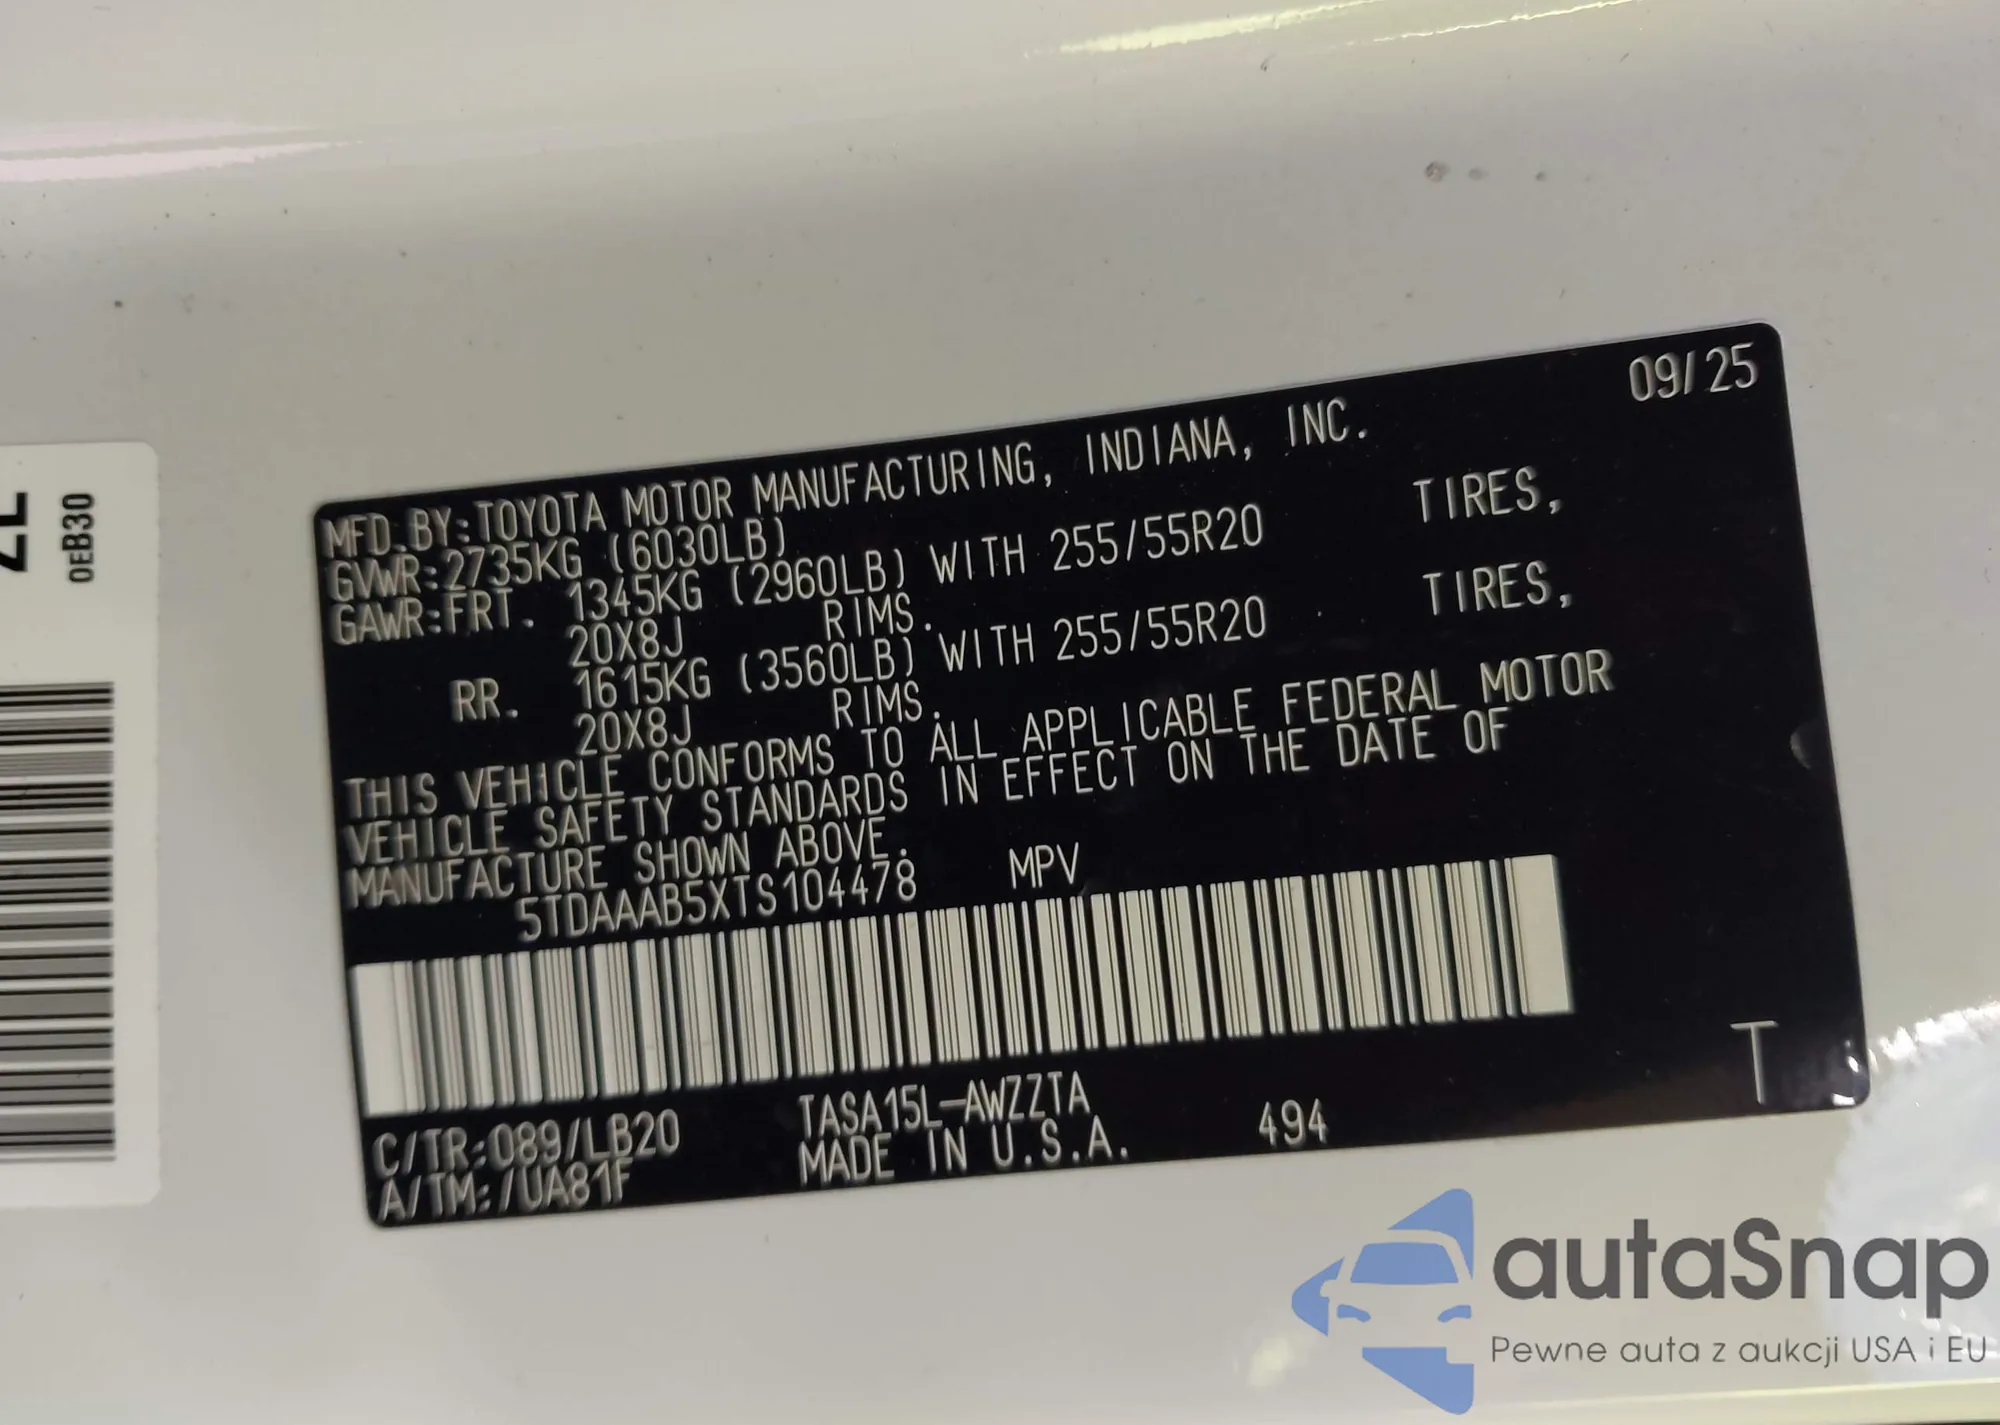 09/25
MFD.BY:TOYOTA MOTOR MANUFACTURING, INDIANA, INC.
GVWR:2735KG (6030LB)
GAWR:FRT. 1345KG (2960LB) WITH 255/55R20 TIRES,
20X8J RIMS.
RR. 1615KG (3560LB) WITH 255/55R20 TIRES,
20X8J RIMS.
THIS VEHICLE CONFORMS TO ALL APPLICABLE FEDERAL MOTOR
VEHICLE SAFETY STANDARDS IN EFFECT ON THE DATE OF
MANUFACTURE SHOWN ABOVE.
5TDAAAB5XTS104478 MPV
C/TR:089/LB20 TASA15L-AWZZTA
A/TM:/UA81F MADE IN U.S.A. 494
T
0EB30
autaSnap
Pewne auta z aukcji USA i EU